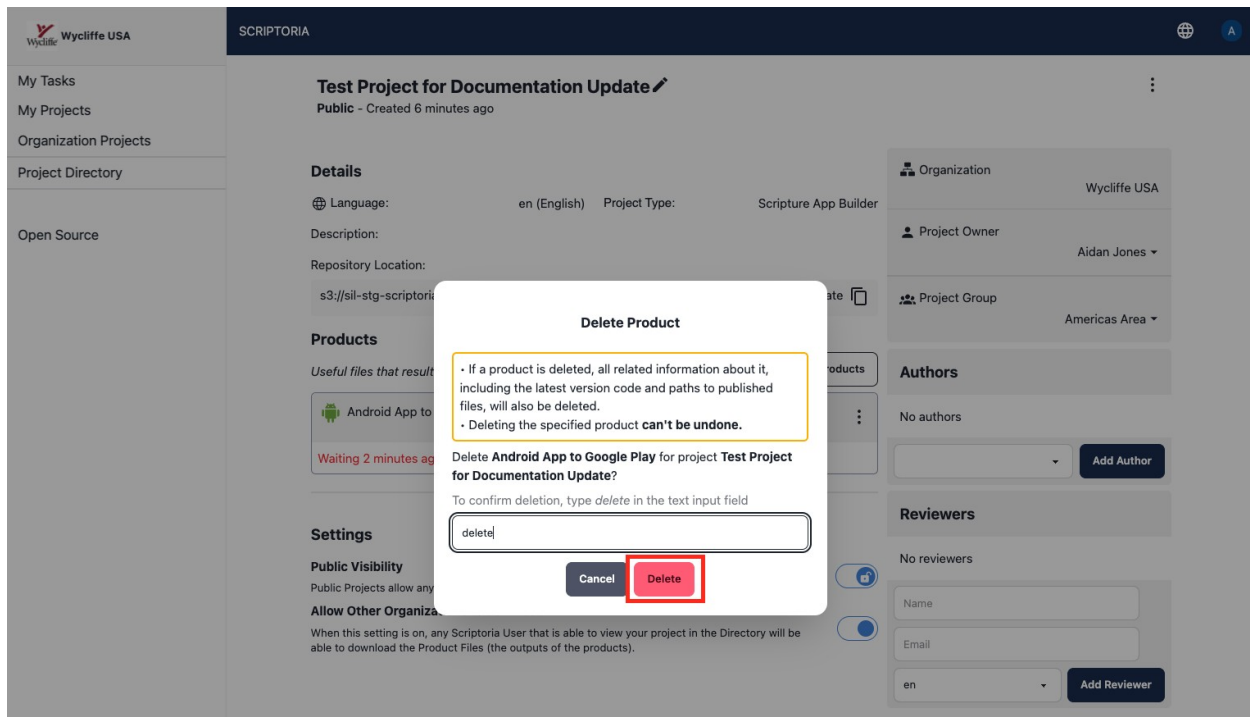 Wycliffe Wycliffe USA
SCRIPTORIA
A
My Tasks
My Projects
Organization Projects
Project Directory
Open Source
Test Project for Documentation Update
Public - Created 6 minutes ago
Details
Language: en (English) Project Type: Scripture App Builder
Description:
Repository Location:
s3://sil-stg-scriptoria
ate
Products
Useful files that result
roducts
Android App to
Waiting 2 minutes ag
Settings
Public Visibility
Public Projects allow any
Allow Other Organiza
When this setting is on, any Scriptoria User that is able to view your project in the Directory will be
able to download the Product Files (the outputs of the products).
Delete Product
• If a product is deleted, all related information about it,
including the latest version code and paths to published
files, will also be deleted.
• Deleting the specified product can't be undone.
Delete Android App to Google Play for project Test Project
for Documentation Update?
To confirm deletion, type delete in the text input field
delete
Cancel Delete
Organization
Wycliffe USA
Project Owner
Aidan Jones
Project Group
Americas Area
Authors
No authors
Add Author
Reviewers
No reviewers
Name
Email
en
Add Reviewer